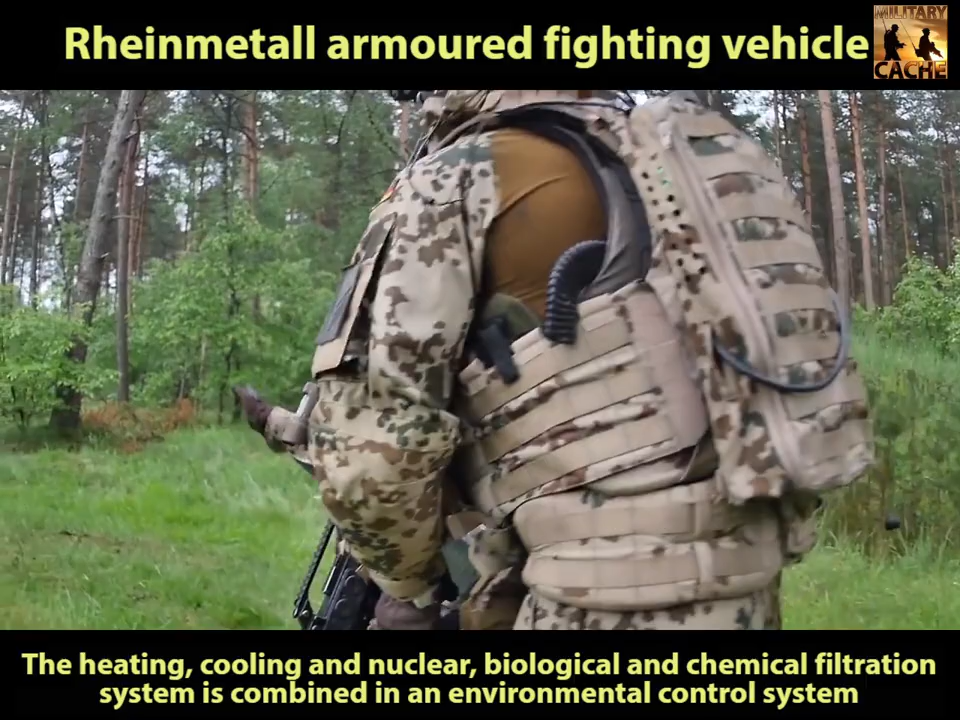 Rheinmetall armoured fighting vehicle
MILITARY
CACHE
The heating, cooling and nuclear, biological and chemical filtration
system is combined in an environmental control system